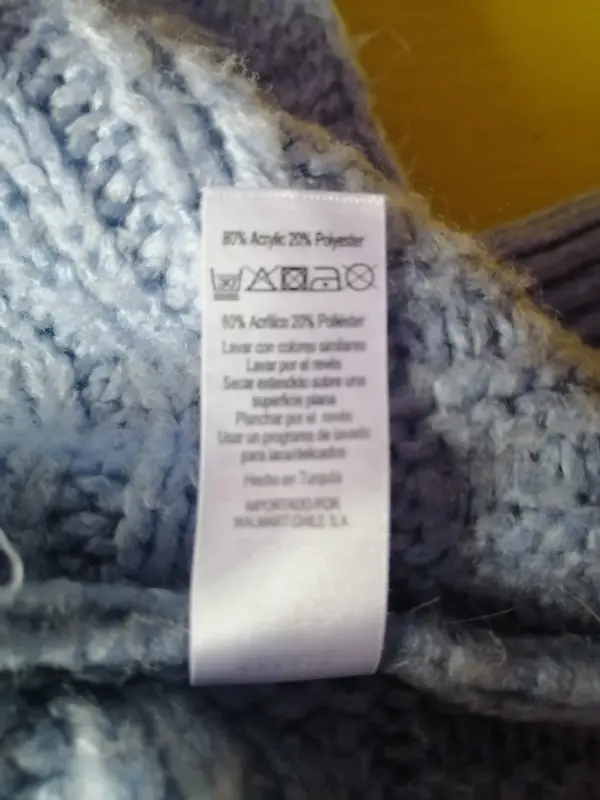 80% Acrylic 20% Polyester
30
80% Acrílico 20% Poliéster
Lavar con colores similares
Lavar por el revés
Secar extendido sobre una
superficie plana
Planchar por el revés
Usar un programa de lavado
para lana/delicados
Hecho en Turquía
IMPORTADO POR
WALMART CHILE S.A.